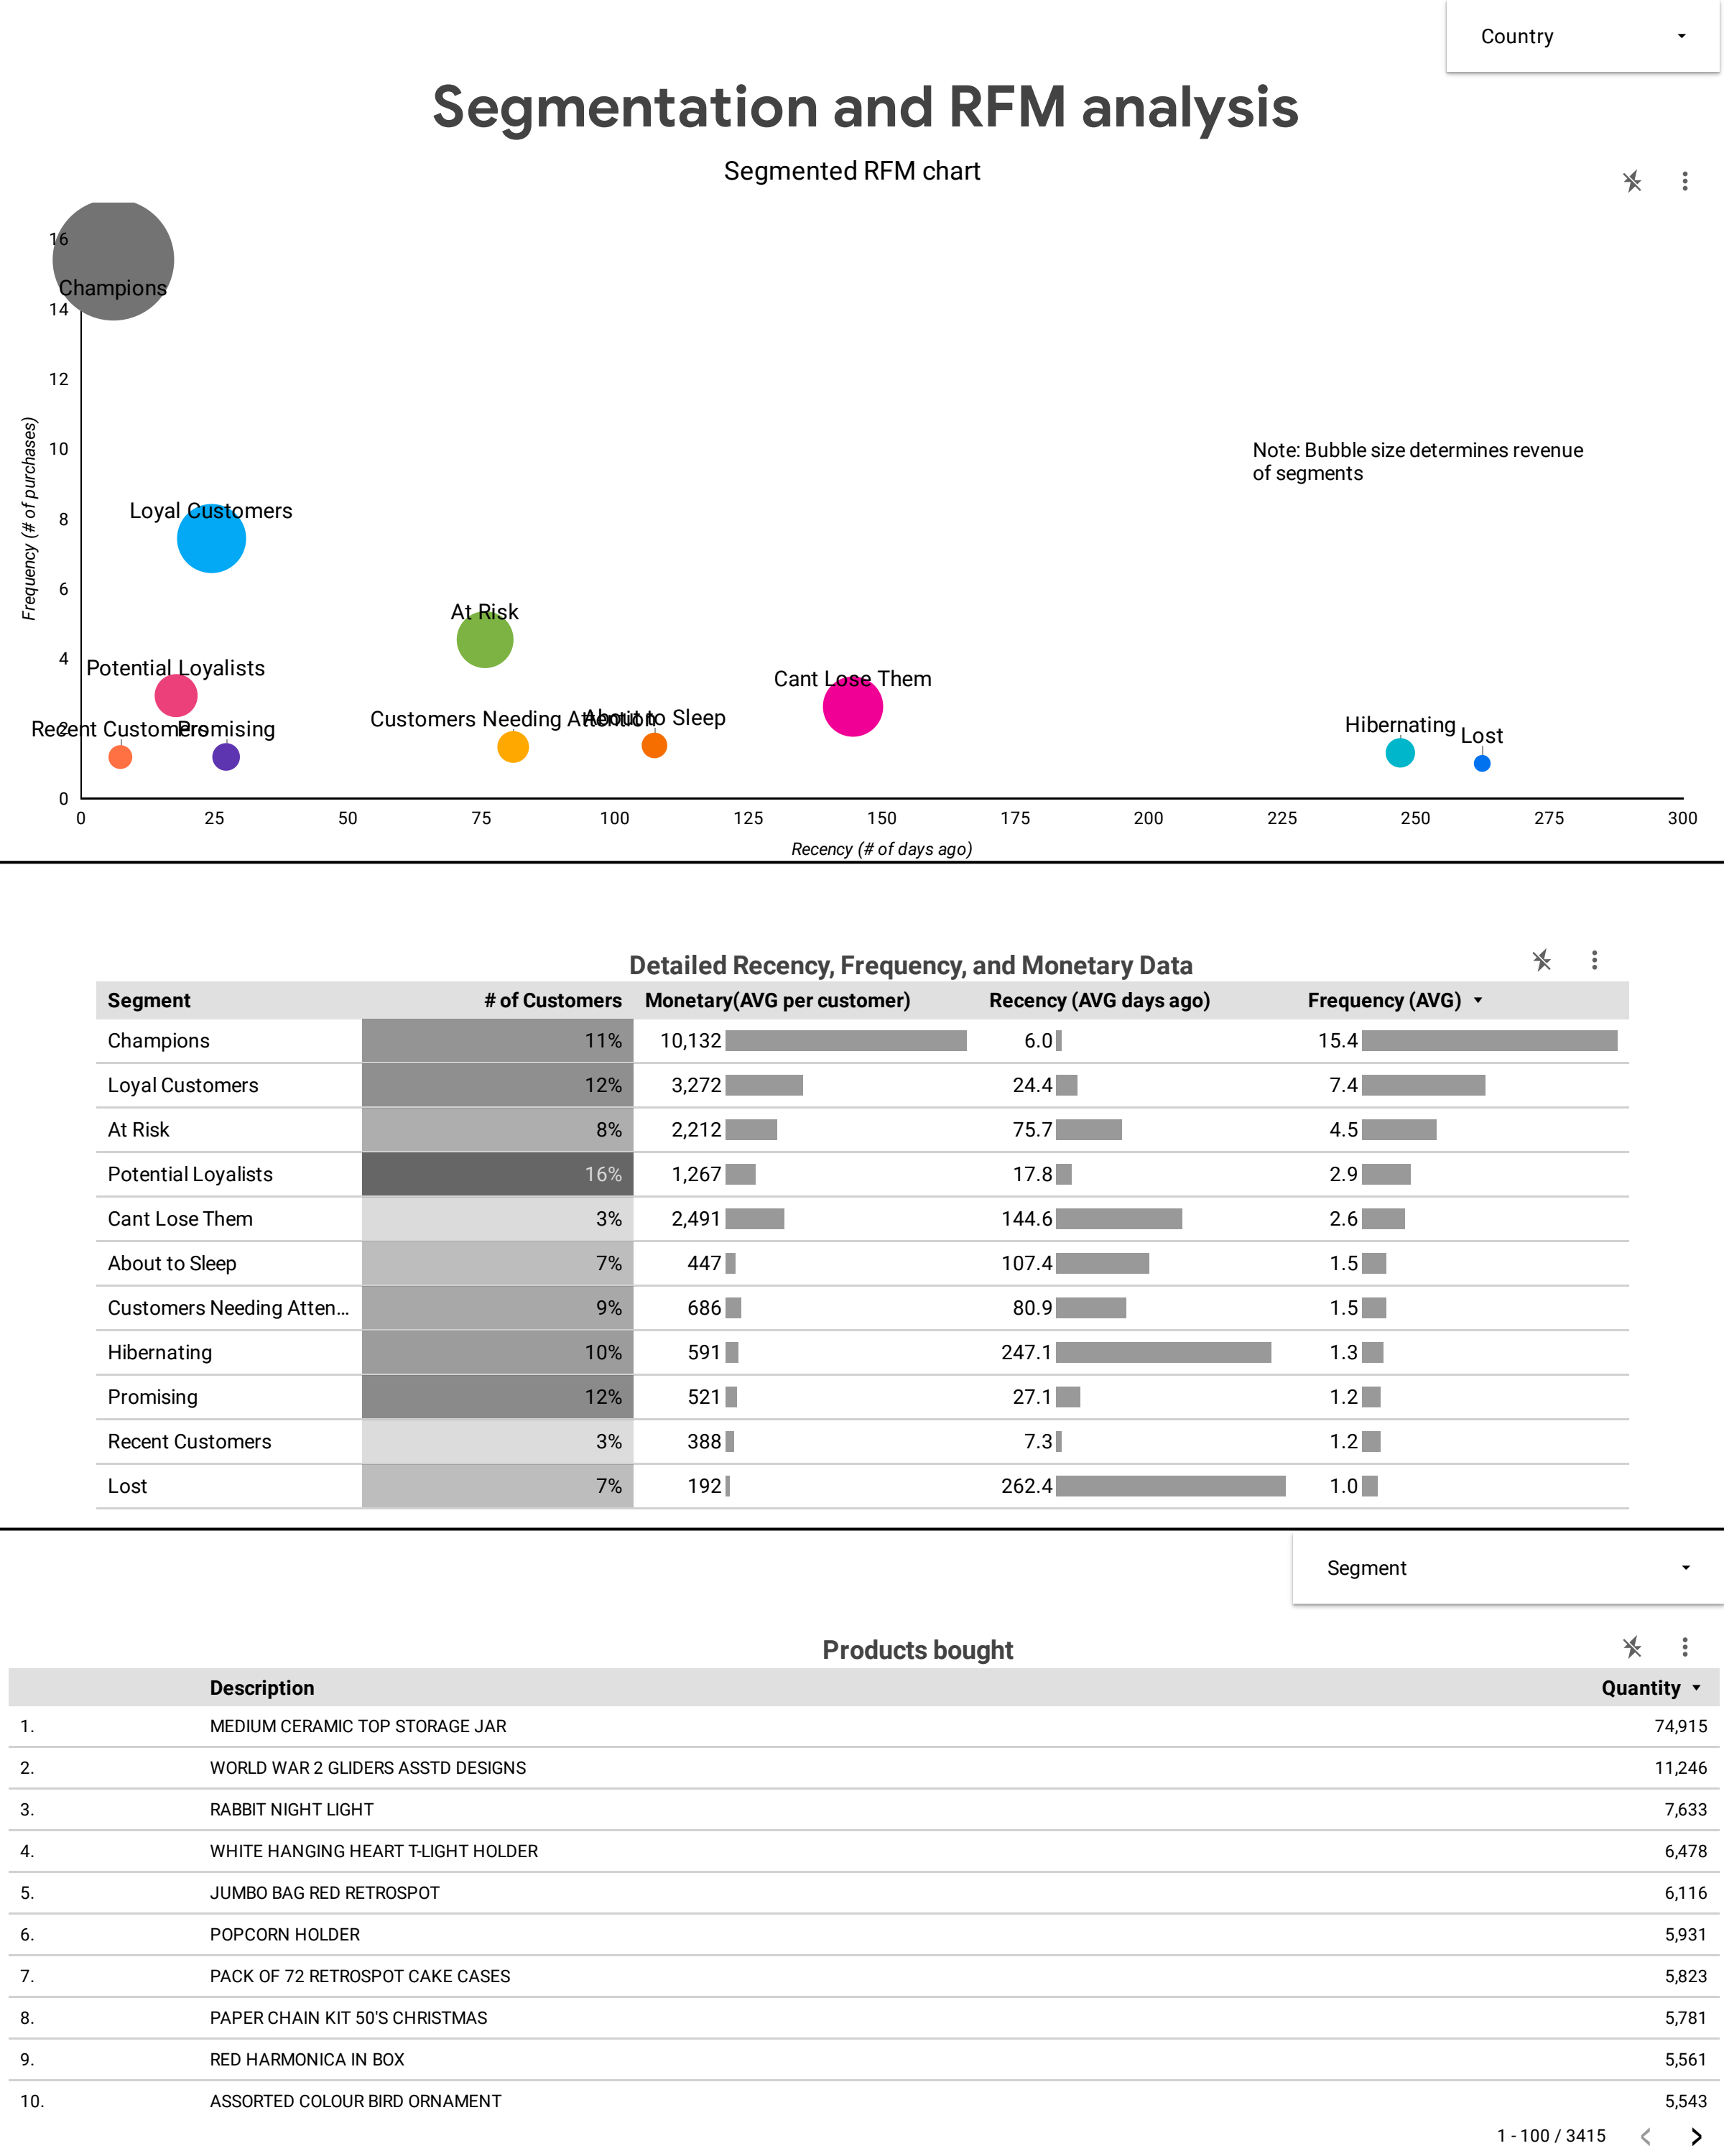 Country
Segmentation and RFM analysis
Segmented RFM chart
16
Champions
14
12
10
Note: Bubble size determines revenue
of segments
Frequency (# of purchases)
Loyal Customers
8
6
At Risk
4
Potential Loyalists
Cant Lose Them
2
Recent Customers
Promising
Customers Needing Attention
About to Sleep
Hibernating
Lost
0
0 25 50 75 100 125 150 175 200 225 250 275 300
Recency (# of days ago)
Detailed Recency, Frequency, and Monetary Data
Segment # of Customers Monetary(AVG per customer) Recency (AVG days ago) Frequency (AVG)
Champions 11% 10,132 6.0 15.4
Loyal Customers 12% 3,272 24.4 7.4
At Risk 8% 2,212 75.7 4.5
Potential Loyalists 16% 1,267 17.8 2.9
Cant Lose Them 3% 2,491 144.6 2.6
About to Sleep 7% 447 107.4 1.5
Customers Needing Atten... 9% 686 80.9 1.5
Hibernating 10% 591 247.1 1.3
Promising 12% 521 27.1 1.2
Recent Customers 3% 388 7.3 1.2
Lost 7% 192 262.4 1.0
Segment
Products bought
Description Quantity
1. MEDIUM CERAMIC TOP STORAGE JAR 74,915
2. WORLD WAR 2 GLIDERS ASSTD DESIGNS 11,246
3. RABBIT NIGHT LIGHT 7,633
4. WHITE HANGING HEART T-LIGHT HOLDER 6,478
5. JUMBO BAG RED RETROSPOT 6,116
6. POPCORN HOLDER 5,931
7. PACK OF 72 RETROSPOT CAKE CASES 5,823
8. PAPER CHAIN KIT 50'S CHRISTMAS 5,781
9. RED HARMONICA IN BOX 5,561
10. ASSORTED COLOUR BIRD ORNAMENT 5,543
1 - 100 / 3415